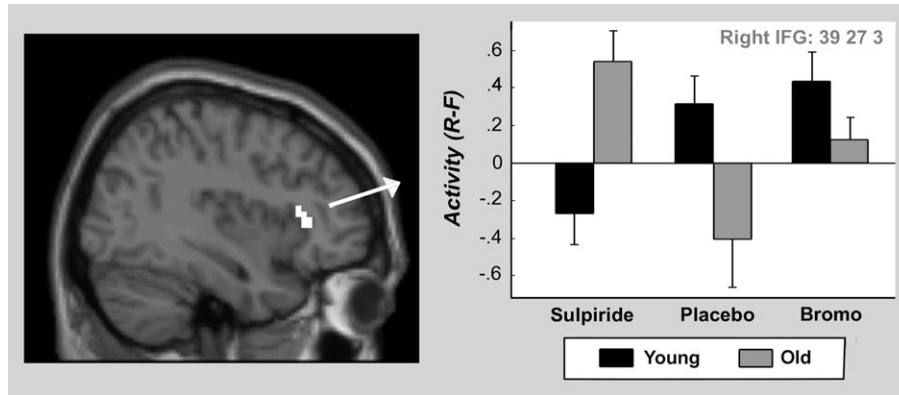 Right IFG: 39 27 3
Activity (R-F)
.6
.4
.2
0
-.2
-.4
-.6
Sulpiride Placebo Bromo
Young Old